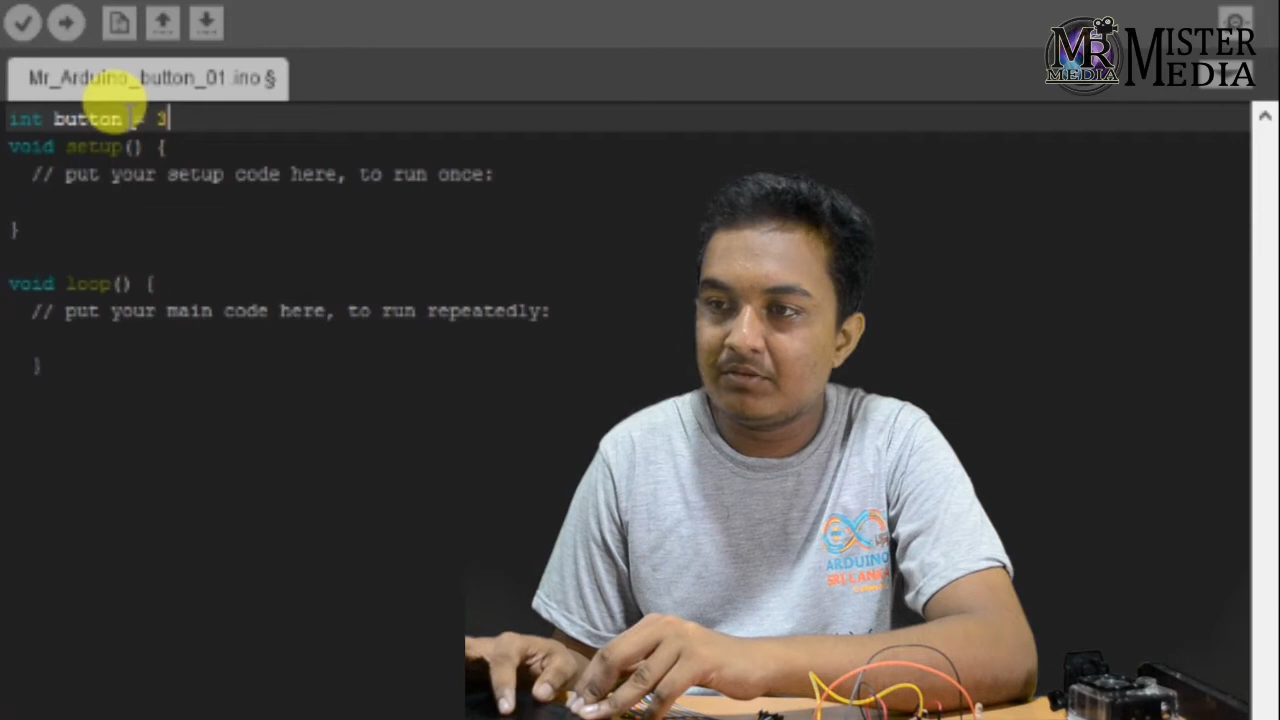 MR
MEDIA
MISTER
MEDIA
Mr_Arduino_button_01.ino §
int button = 3
void setup() {
// put your setup code here, to run once:
}
void loop() {
// put your main code here, to run repeatedly:
}
ARDUINO
SRI LANKA